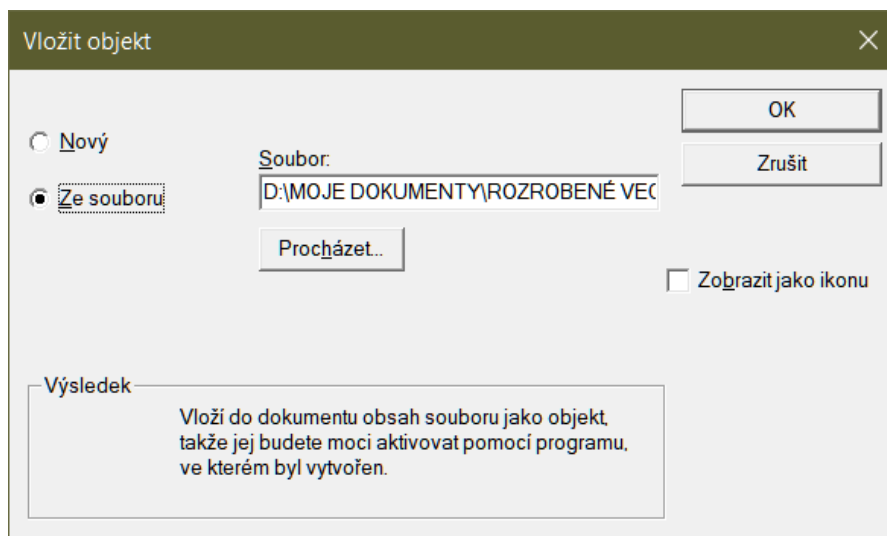 Vložit objekt
Nový
Ze souboru
Soubor:
D:\MOJE DOKUMENTY\ROZROBENÉ VEC
Procházet...
OK
Zrušit
Zobrazit jako ikonu
Výsledek
Vloží do dokumentu obsah souboru jako objekt,
takže jej budete moci aktivovat pomocí programu,
ve kterém byl vytvořen.